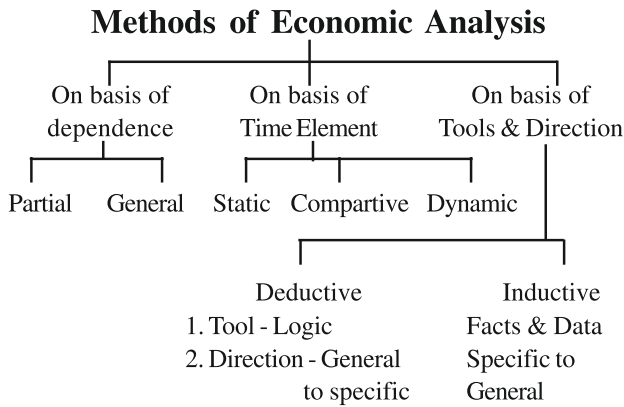 Methods of Economic Analysis
On basis of dependence
On basis of Time Element
On basis of Tools & Direction
Partial General
Static Compartive Dynamic
Deductive
1. Tool - Logic
2. Direction - General
to specific
Inductive
Facts & Data
Specific to
General